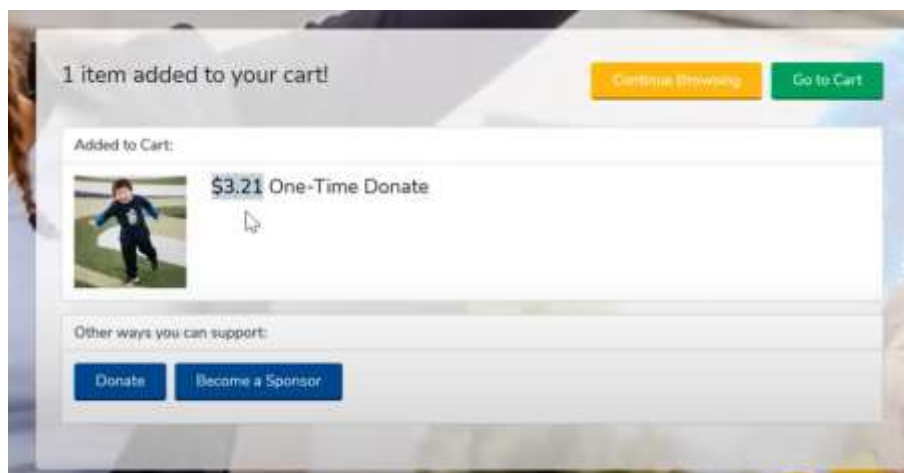 1 item added to your cart!
Continue Browsing
Go to Cart
Added to Cart:
$3.21 One-Time Donate
Other ways you can support:
Donate
Become a Sponsor